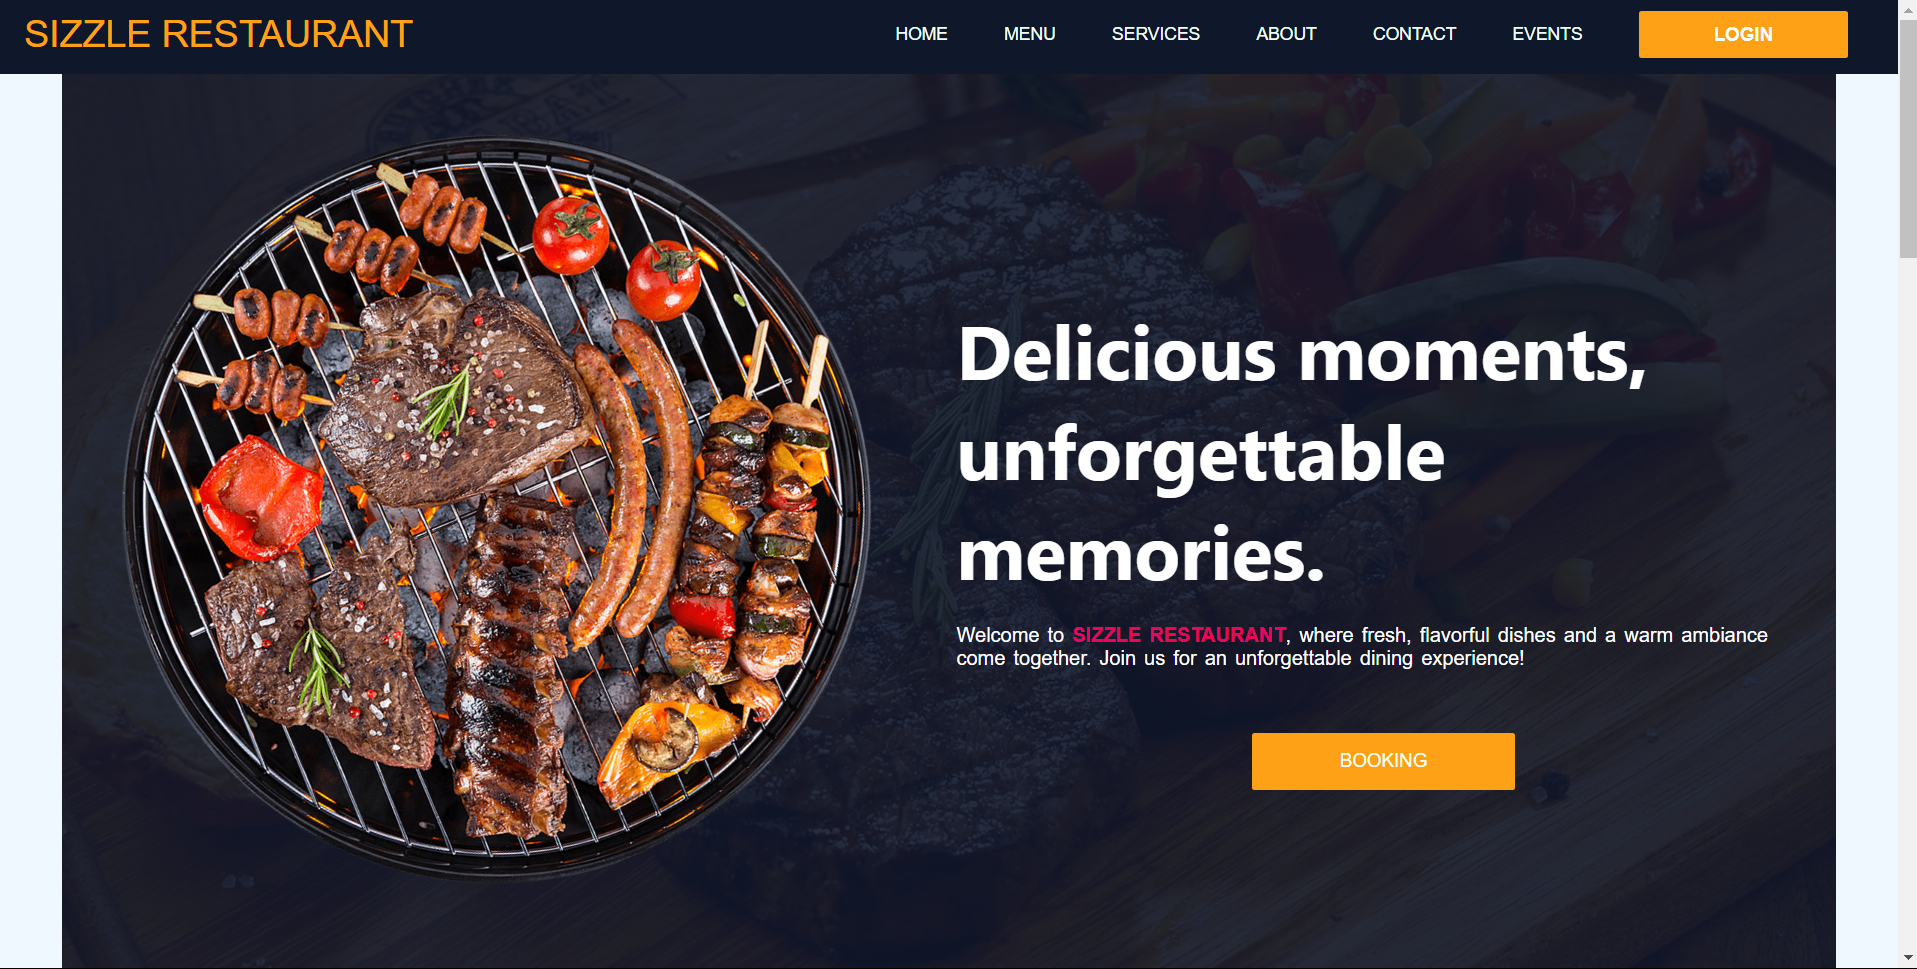 SIZZLE RESTAURANT
HOME
MENU
SERVICES
ABOUT
CONTACT
EVENTS
LOGIN
Delicious moments,
unforgettable
memories.
Welcome to SIZZLE RESTAURANT, where fresh, flavorful dishes and a warm ambiance
come together. Join us for an unforgettable dining experience!
BOOKING